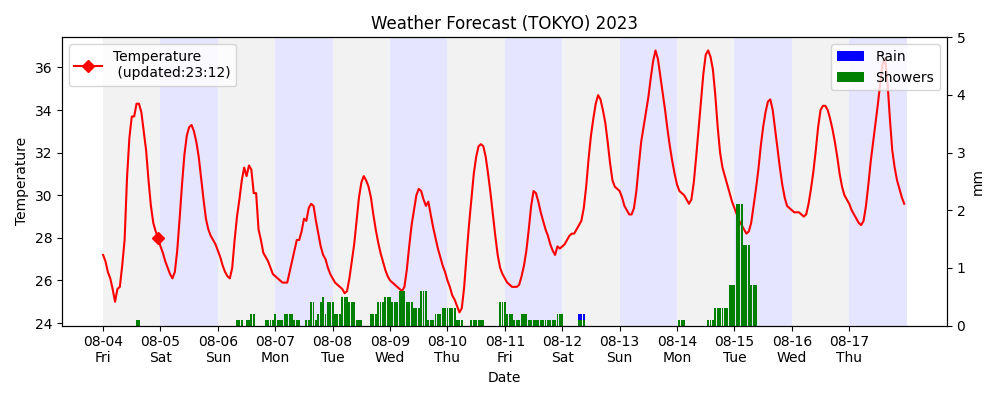 Weather Forecast (TOKYO) 2023
Temperature
(updated:23:12)
Rain
Showers
Temperature
36
34
32
30
28
26
24
5
4
3
2
1
0
mm
08-04 08-05 08-06 08-07 08-08 08-09 08-10 08-11 08-12 08-13 08-14 08-15 08-16 08-17
Fri Sat Sun Mon Tue Wed Thu Fri Sat Sun Mon Tue Wed Thu
Date